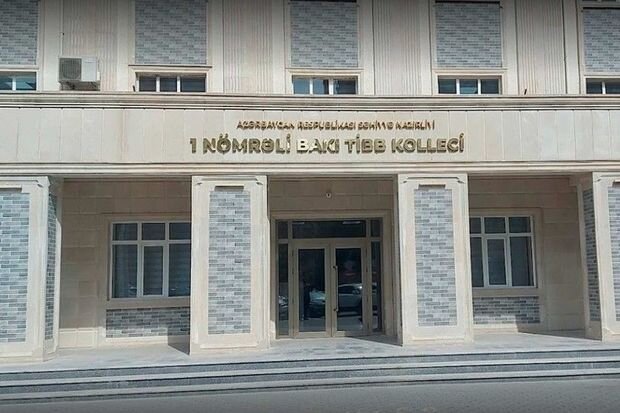 AZƏRBAYCAN RESPUBLİKASI SƏHİYYƏ NAZİRLİYİ
1 NÖMRƏLİ BAKI TİBB KOLLECİ